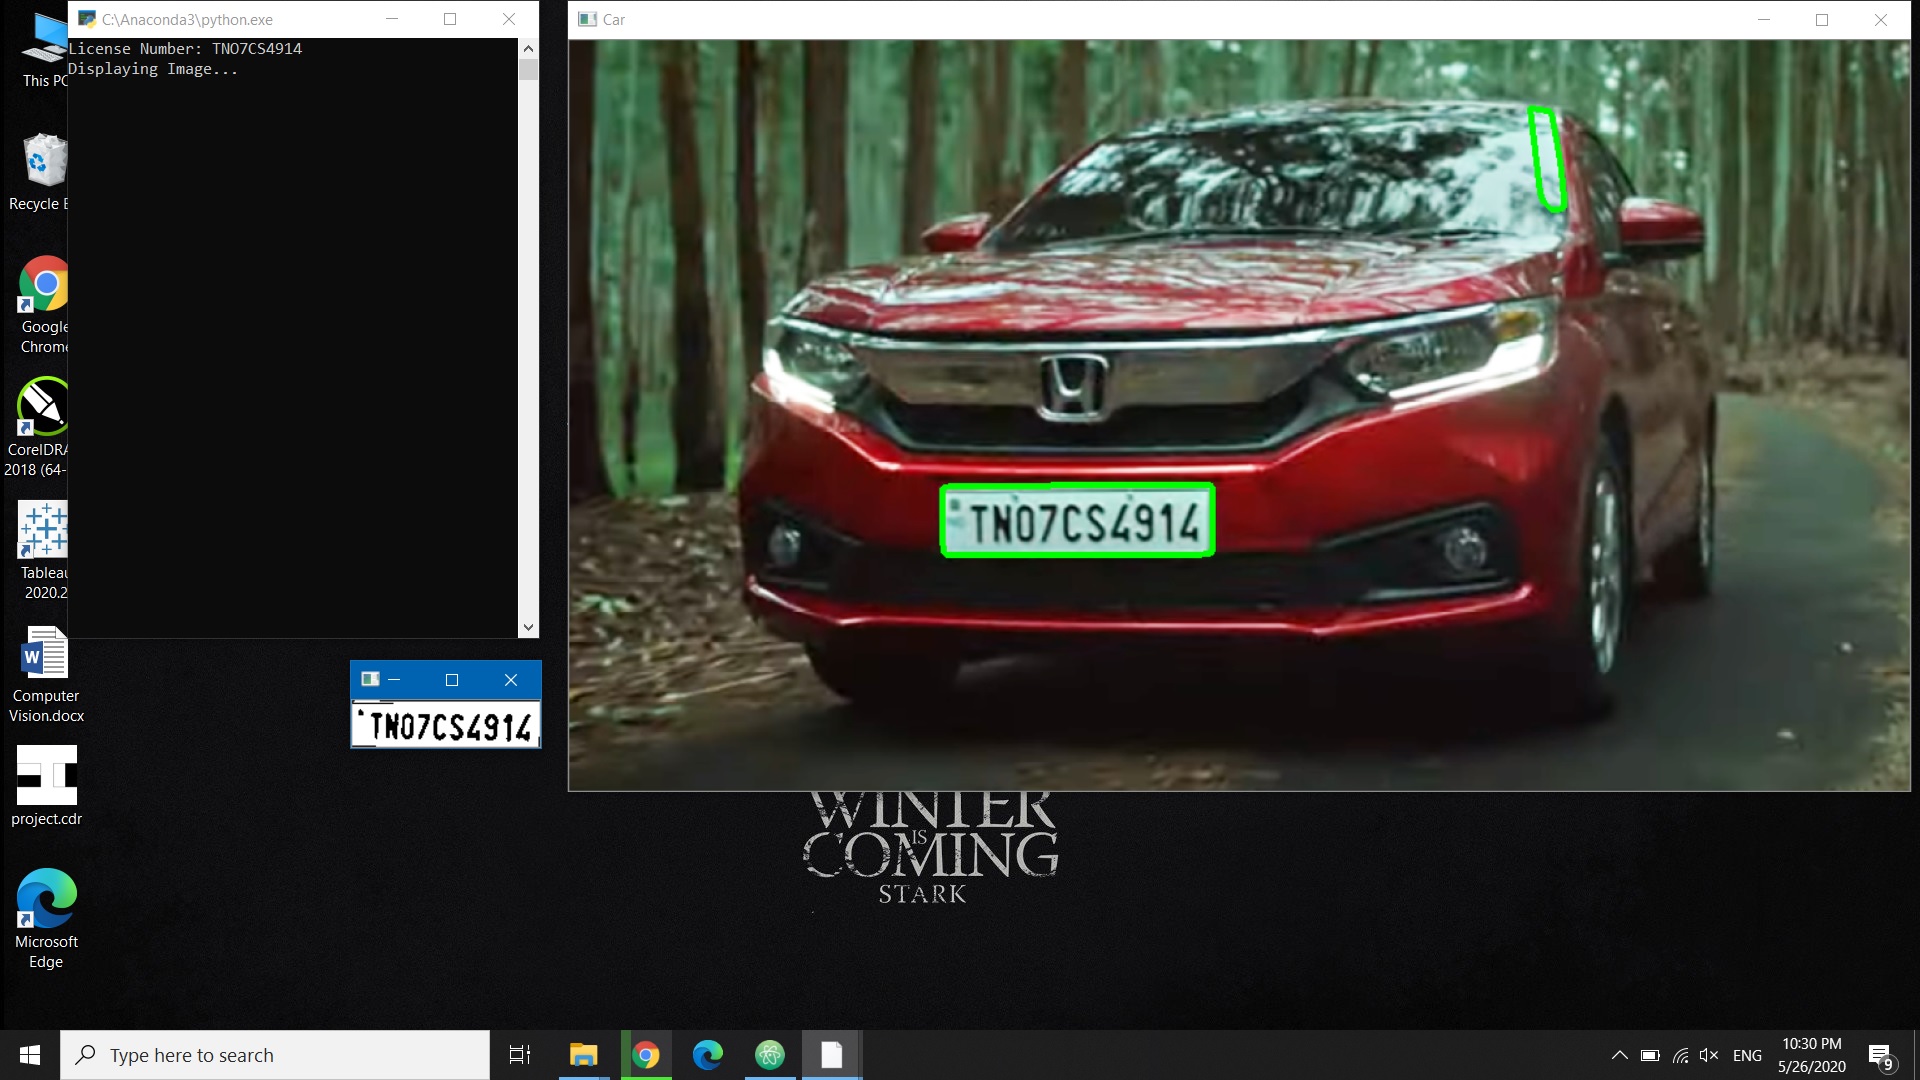 C:\Anaconda3\python.exe
License Number: TNO7CS4914
Displaying Image...
Car
TN07CS4914
TN07CS4914
This PC
Recycle B
Google
Chrome
CorelDRA
2018 (64-
Tableau
2020.2
Computer
Vision.docx
project.cdr
Microsoft
Edge
WINTER
IS
COMING
STARK
Type here to search
ENG
10:30 PM
5/26/2020
9